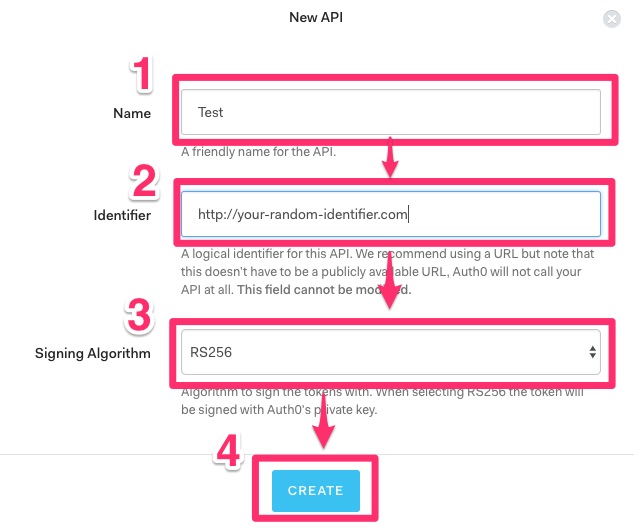 New API
1
Name
Test
A friendly name for the API.
2
Identifier
http://your-random-identifier.com
A logical identifier for this API. We recommend using a URL but note that
this doesn't have to be a publicly available URL, Auth0 will not call your
API at all. This field cannot be modified.
3
Signing Algorithm
RS256
Algorithm to sign the tokens with. When selecting RS256 the token will
be signed with Auth0's private key.
4
CREATE